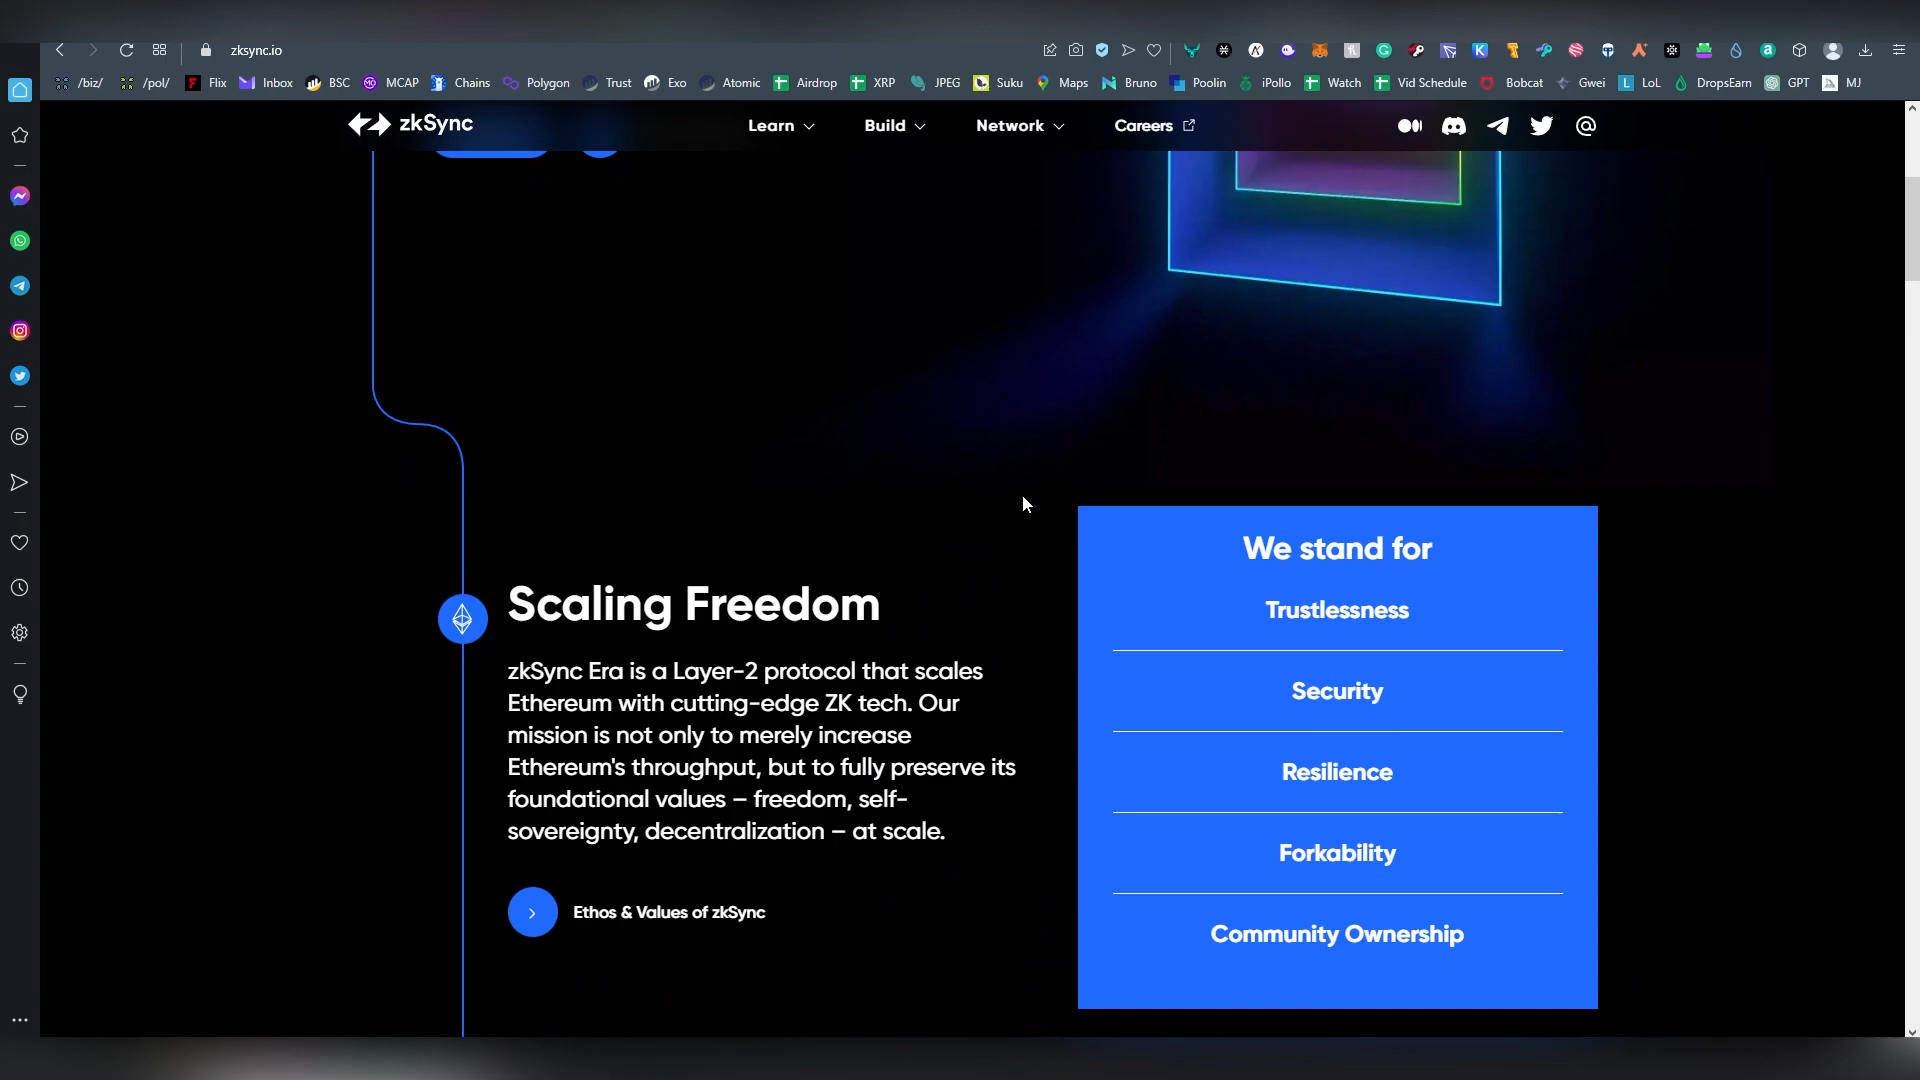 zksync.io
/biz/ /pol/ Flix Inbox BSC MCAP Chains Polygon Trust Exo Atomic Airdrop XRP JPEG Suku Maps Bruno Poolin iPollo Watch Vid Schedule Bobcat Gwei LoL DropsEarn GPT MJ
zkSync Learn Build Network Careers
We stand for
Trustlessness
Security
Resilience
Forkability
Community Ownership
Scaling Freedom
zkSync Era is a Layer-2 protocol that scales
Ethereum with cutting-edge ZK tech. Our
mission is not only to merely increase
Ethereum's throughput, but to fully preserve its
foundational values – freedom, self-
sovereignty, decentralization – at scale.
Ethos & Values of zkSync